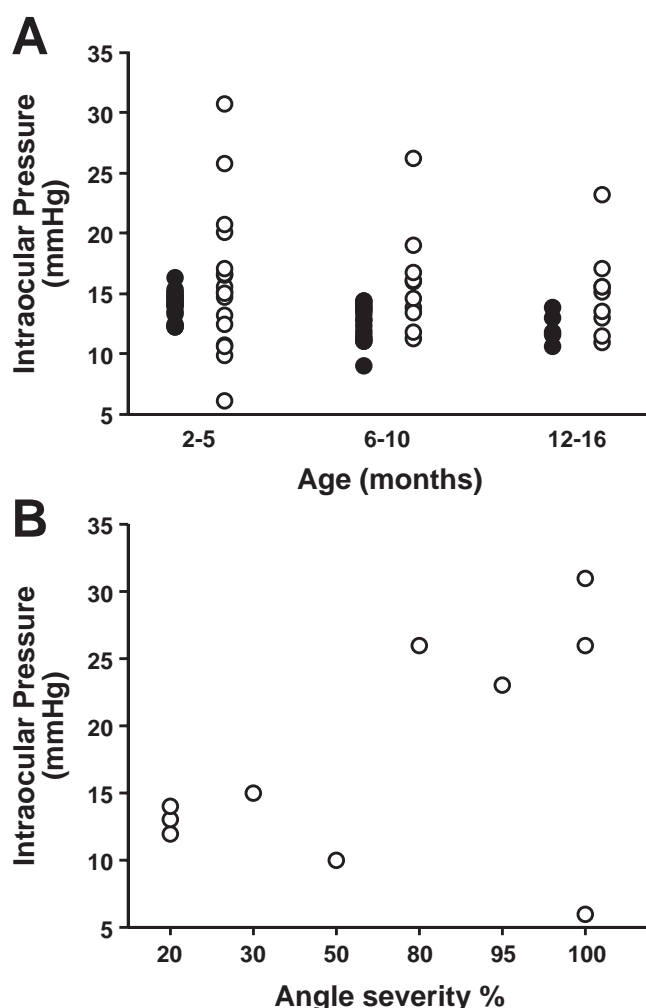 A
35
30
25
20
15
10
5
Intraocular Pressure
(mmHg)
2-5 6-10 12-16
Age (months)
B
35
30
25
20
15
10
5
Intraocular Pressure
(mmHg)
20 30 50 80 95 100
Angle severity %